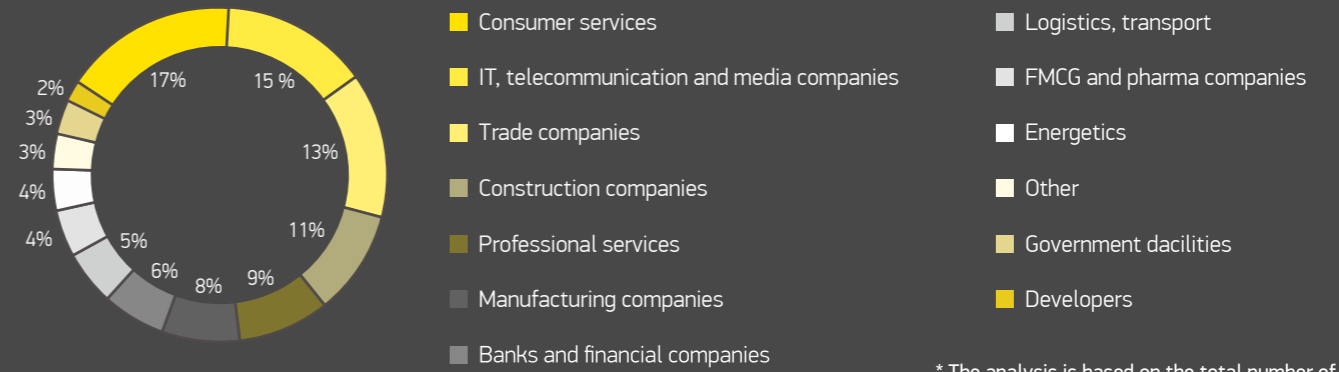 17%
15 %
13%
11%
9%
8%
6%
5%
4%
4%
3%
3%
2%
Consumer services
IT, telecommunication and media companies
Trade companies
Construction companies
Professional services
Manufacturing companies
Banks and financial companies
Logistics, transport
FMCG and pharma companies
Energetics
Other
Government dacilities
Developers
* The analysis is based on the total number of